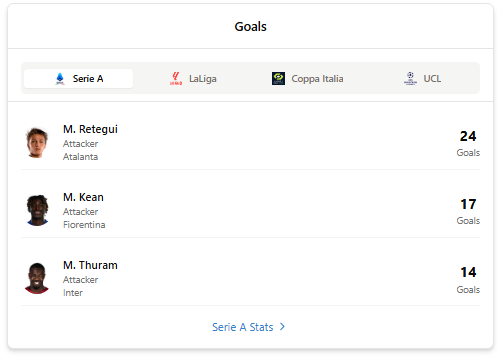 Goals
Serie A
LaLiga
Coppa Italia
UCL
M. Retegui
Attacker
Atalanta
24
Goals
M. Kean
Attacker
Fiorentina
17
Goals
M. Thuram
Attacker
Inter
14
Goals
Serie A Stats